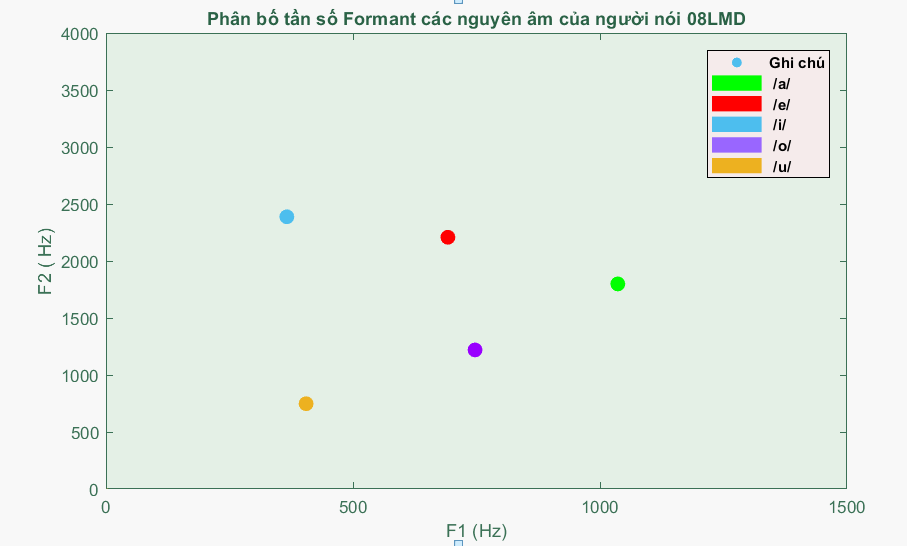 Phân bố tần số Formant các nguyên âm của người nói 08LMD
4000
3500
3000
2500
2000
1500
1000
500
0
F2 ( Hz)
Ghi chú
/a/
/e/
/i/
/o/
/u/
0 500 1000 1500
F1 (Hz)